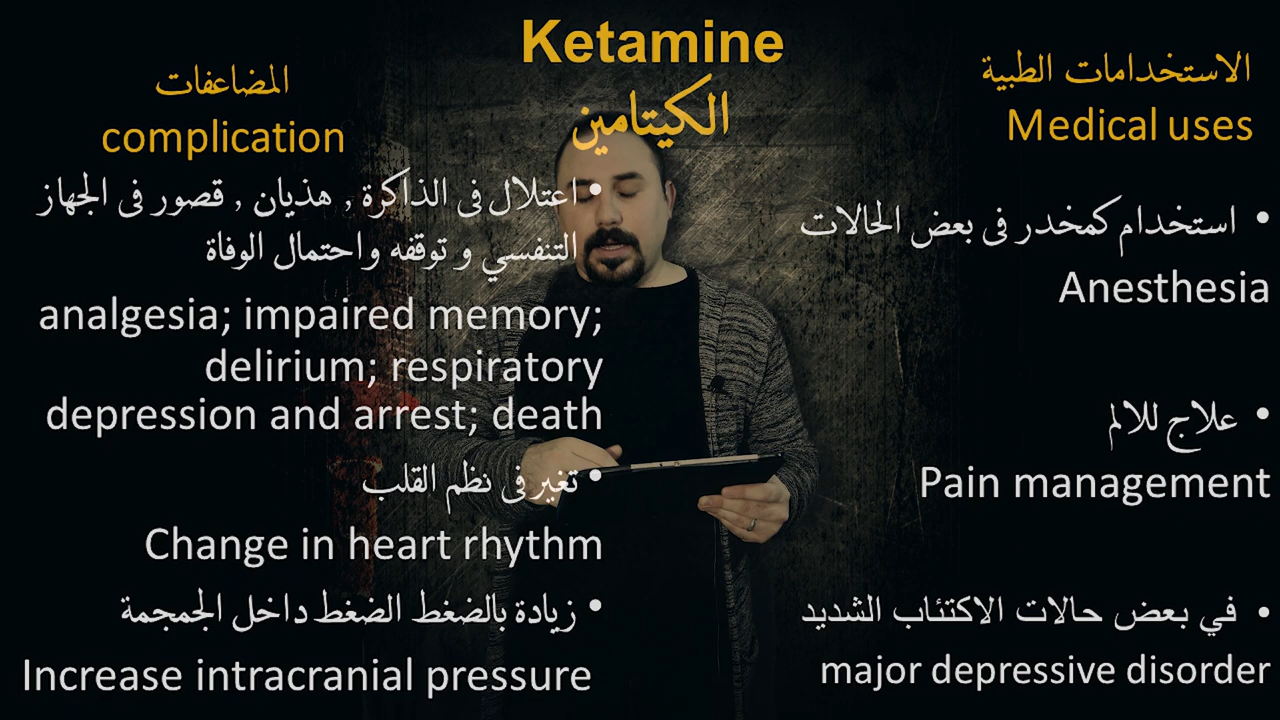 Ketamine
الكيتامين
الاستخدامات الطبية
Medical uses
• استخدام كمخدر فى بعض الحالات
Anesthesia
• علاج للالم
Pain management
• في بعض حالات الاكتئاب الشديد
major depressive disorder
المضاعفات
complication
• اعتلال فى الذاكرة , هذيان , قصور فى الجهاز
التنفسي و توقفه واحتمال الوفاة
analgesia; impaired memory;
delirium; respiratory
depression and arrest; death
• تغير فى نظم القلب
Change in heart rhythm
• زيادة بالضغط الضغط داخل الجمجمة
Increase intracranial pressure